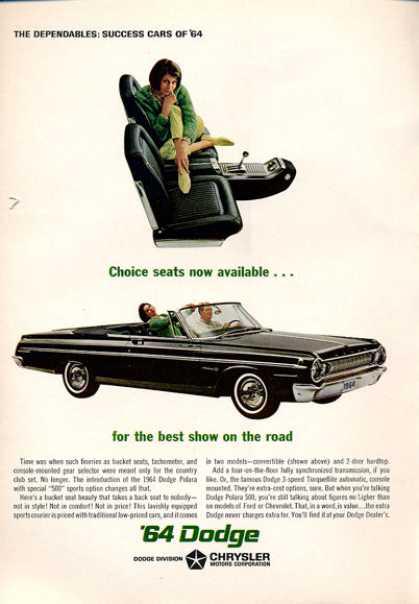 THE DEPENDABLES: SUCCESS CARS OF '64
Choice seats now available . . .
1964
for the best show on the road
Time was when such fineries as bucket seats, tachometer, and
console-mounted gear selector were meant only for the country
club set. No longer. The introduction of the 1964 Dodge Polara
with special "500" sports option changes all that.
Here's a bucket seat beauty that takes a back seat to nobody—
not in style! Not in comfort! Not in price! This lavishly equipped
sports courier is priced with traditional low-priced cars, and it comes
in two models—convertible (shown above) and 2-door hardtop.
Add a four-on-the-floor fully synchronized transmission, if you
like. Or, the famous Dodge 3-speed Torqueflite automatic, console
mounted. They're extra-cost options, sure. But when you're talking
Dodge Polara 500, you're still talking about figures no higher than
on models of Ford or Chevrolet. That, in a word, is value...the extra
Dodge never charges extra for. You'll find it at your Dodge Dealer's.
'64 Dodge
DODGE DIVISION CHRYSLER
MOTORS CORPORATION